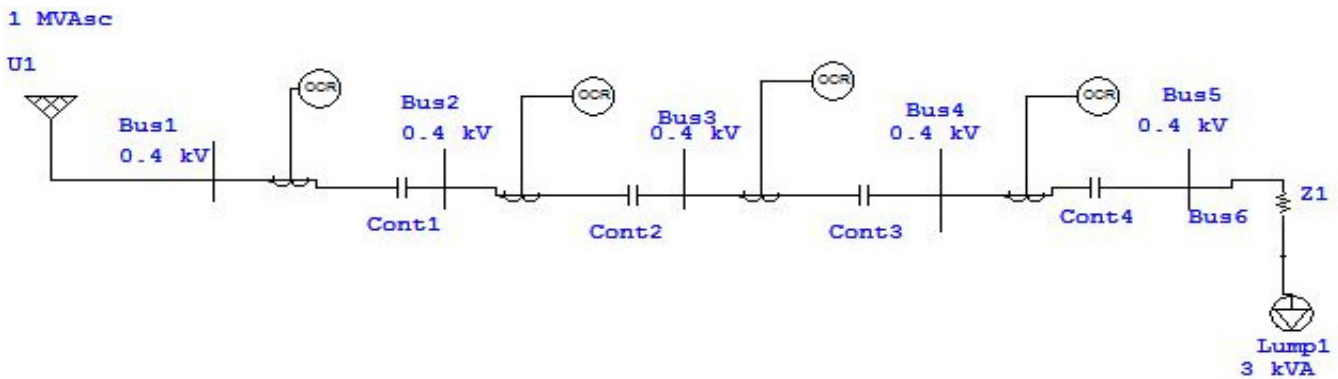 1 MVAsc
U1
OCR
OCR
OCR
OCR
Bus1
0.4 kV
Bus2
0.4 kV
Bus3
0.4 kV
Bus4
0.4 kV
Bus5
0.4 kV
Cont1
Cont2
Cont3
Cont4
Bus6
Z1
Lump1
3 kVA